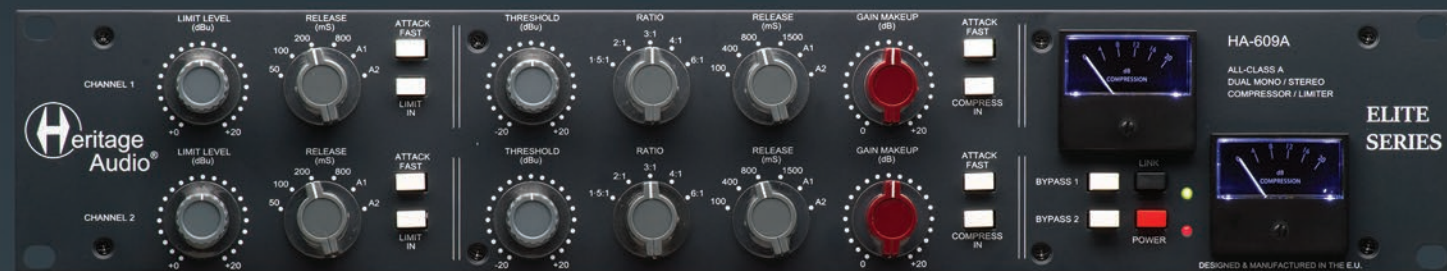 LIMIT LEVEL
(dBu)
+0
+20
RELEASE
(mS)
50
100
200
800
A1
A2
ATTACK
FAST
LIMIT
IN
CHANNEL 1
THRESHOLD
(dBu)
-20
+20
RATIO
1·5:1
2:1
3:1
4:1
6:1
RELEASE
(mS)
100
400
800
1500
A1
A2
GAIN MAKEUP
(dB)
0
+20
ATTACK
FAST
COMPRESS
IN
Heritage
Audio®
LIMIT LEVEL
(dBu)
+0
+20
RELEASE
(mS)
50
100
200
800
A1
A2
ATTACK
FAST
LIMIT
IN
CHANNEL 2
THRESHOLD
(dBu)
-20
+20
RATIO
1·5:1
2:1
3:1
4:1
6:1
RELEASE
(mS)
100
400
800
1500
A1
A2
GAIN MAKEUP
(dB)
0
+20
ATTACK
FAST
COMPRESS
IN
dB
COMPRESSION
HA-609A
ALL-CLASS A
DUAL MONO / STEREO
COMPRESSOR / LIMITER
ELITE
SERIES
LINK
BYPASS 1
BYPASS 2
POWER
dB
COMPRESSION
DESIGNED & MANUFACTURED IN THE E.U.